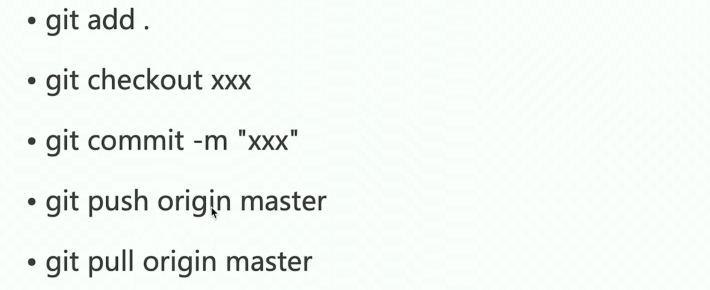 • git add .
• git checkout xxx
• git commit -m "xxx"
• git push origin master
• git pull origin master